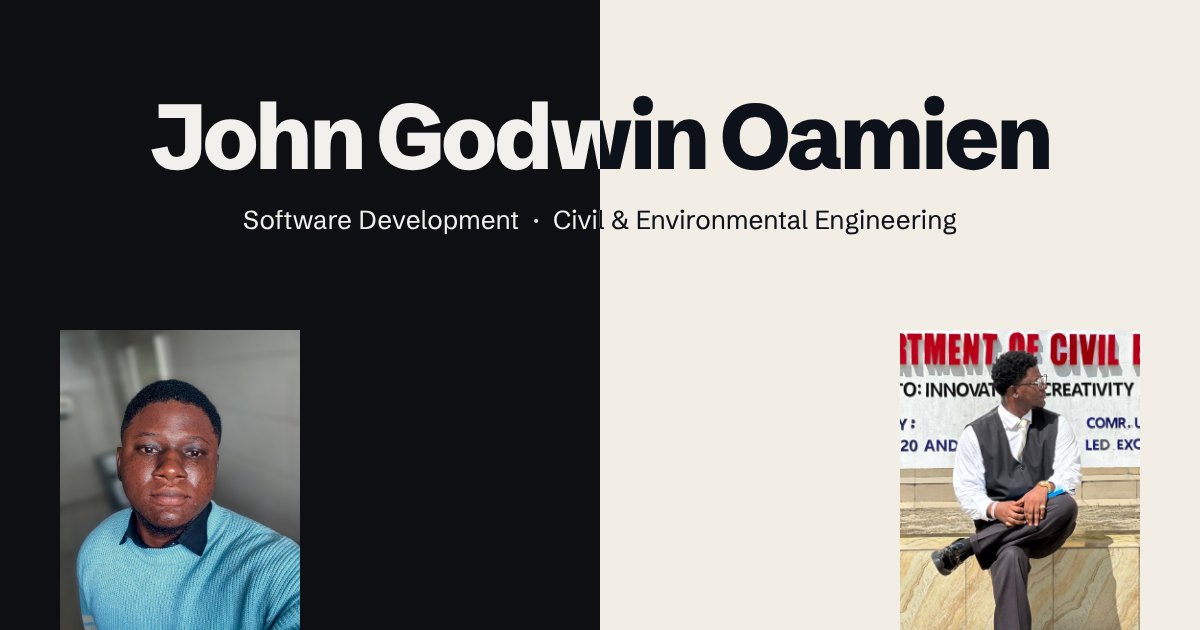 John Godwin Oamien
Software Development · Civil & Environmental Engineering
RTMENT OF CIVIL E
TO: INNOVAT CREATIVITY
Y: COMR. U
20 AND LED EXC